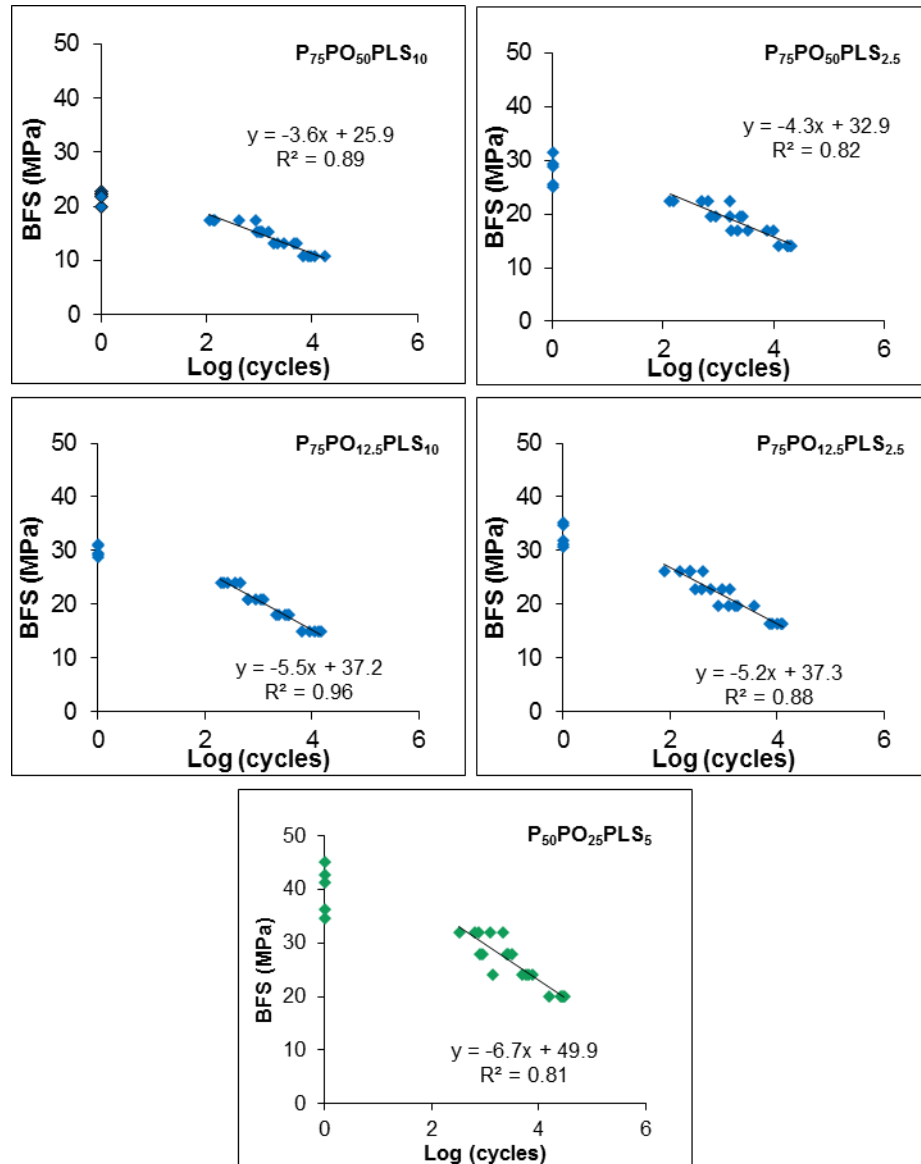 P₇₅PO₅₀PLS₁₀
50
40
30
20
10
0
BFS (MPa)
y = -3.6x + 25.9
R² = 0.89
0
2
4
6
Log (cycles)
P₇₅PO₅₀PLS₂.₅
50
40
30
20
10
0
BFS (MPa)
y = -4.3x + 32.9
R² = 0.82
0
2
4
6
Log (cycles)
P₇₅PO₁₂.₅PLS₁₀
50
40
30
20
10
0
BFS (MPa)
y = -5.5x + 37.2
R² = 0.96
0
2
4
6
Log (cycles)
P₇₅PO₁₂.₅PLS₂.₅
50
40
30
20
10
0
BFS (MPa)
y = -5.2x + 37.3
R² = 0.88
0
2
4
6
Log (cycles)
P₅₀PO₂₅PLS₅
50
40
30
20
10
0
BFS (MPa)
y = -6.7x + 49.9
R² = 0.81
0
2
4
6
Log (cycles)